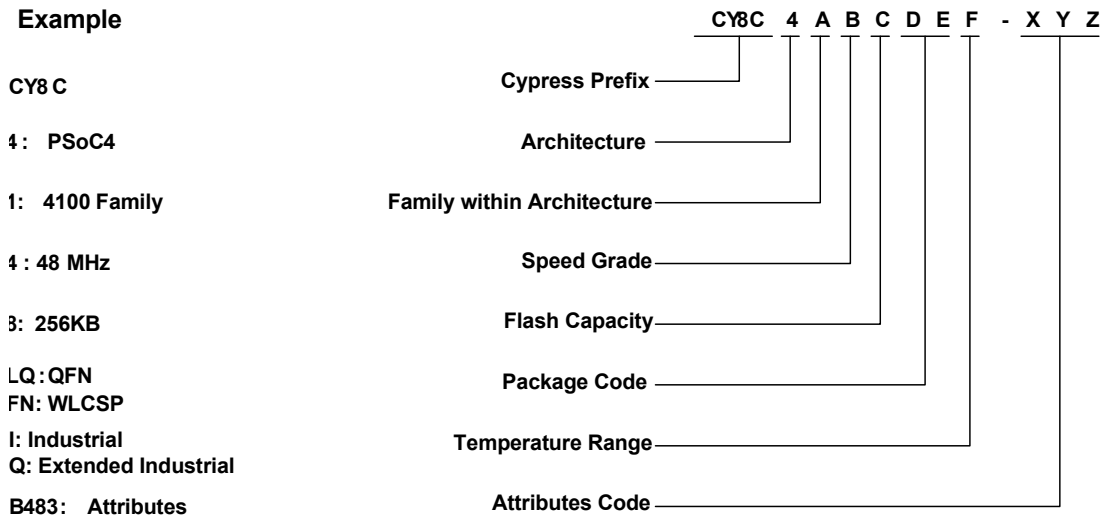 Example CY8C 4 A B C D E F - X Y Z
CY8 C Cypress Prefix
4 : PSoC4 Architecture
1: 4100 Family Family within Architecture
4 : 48 MHz Speed Grade
8: 256KB Flash Capacity
LQ : QFN
FN: WLCSP Package Code
I: Industrial
Q: Extended Industrial Temperature Range
B483: Attributes Attributes Code